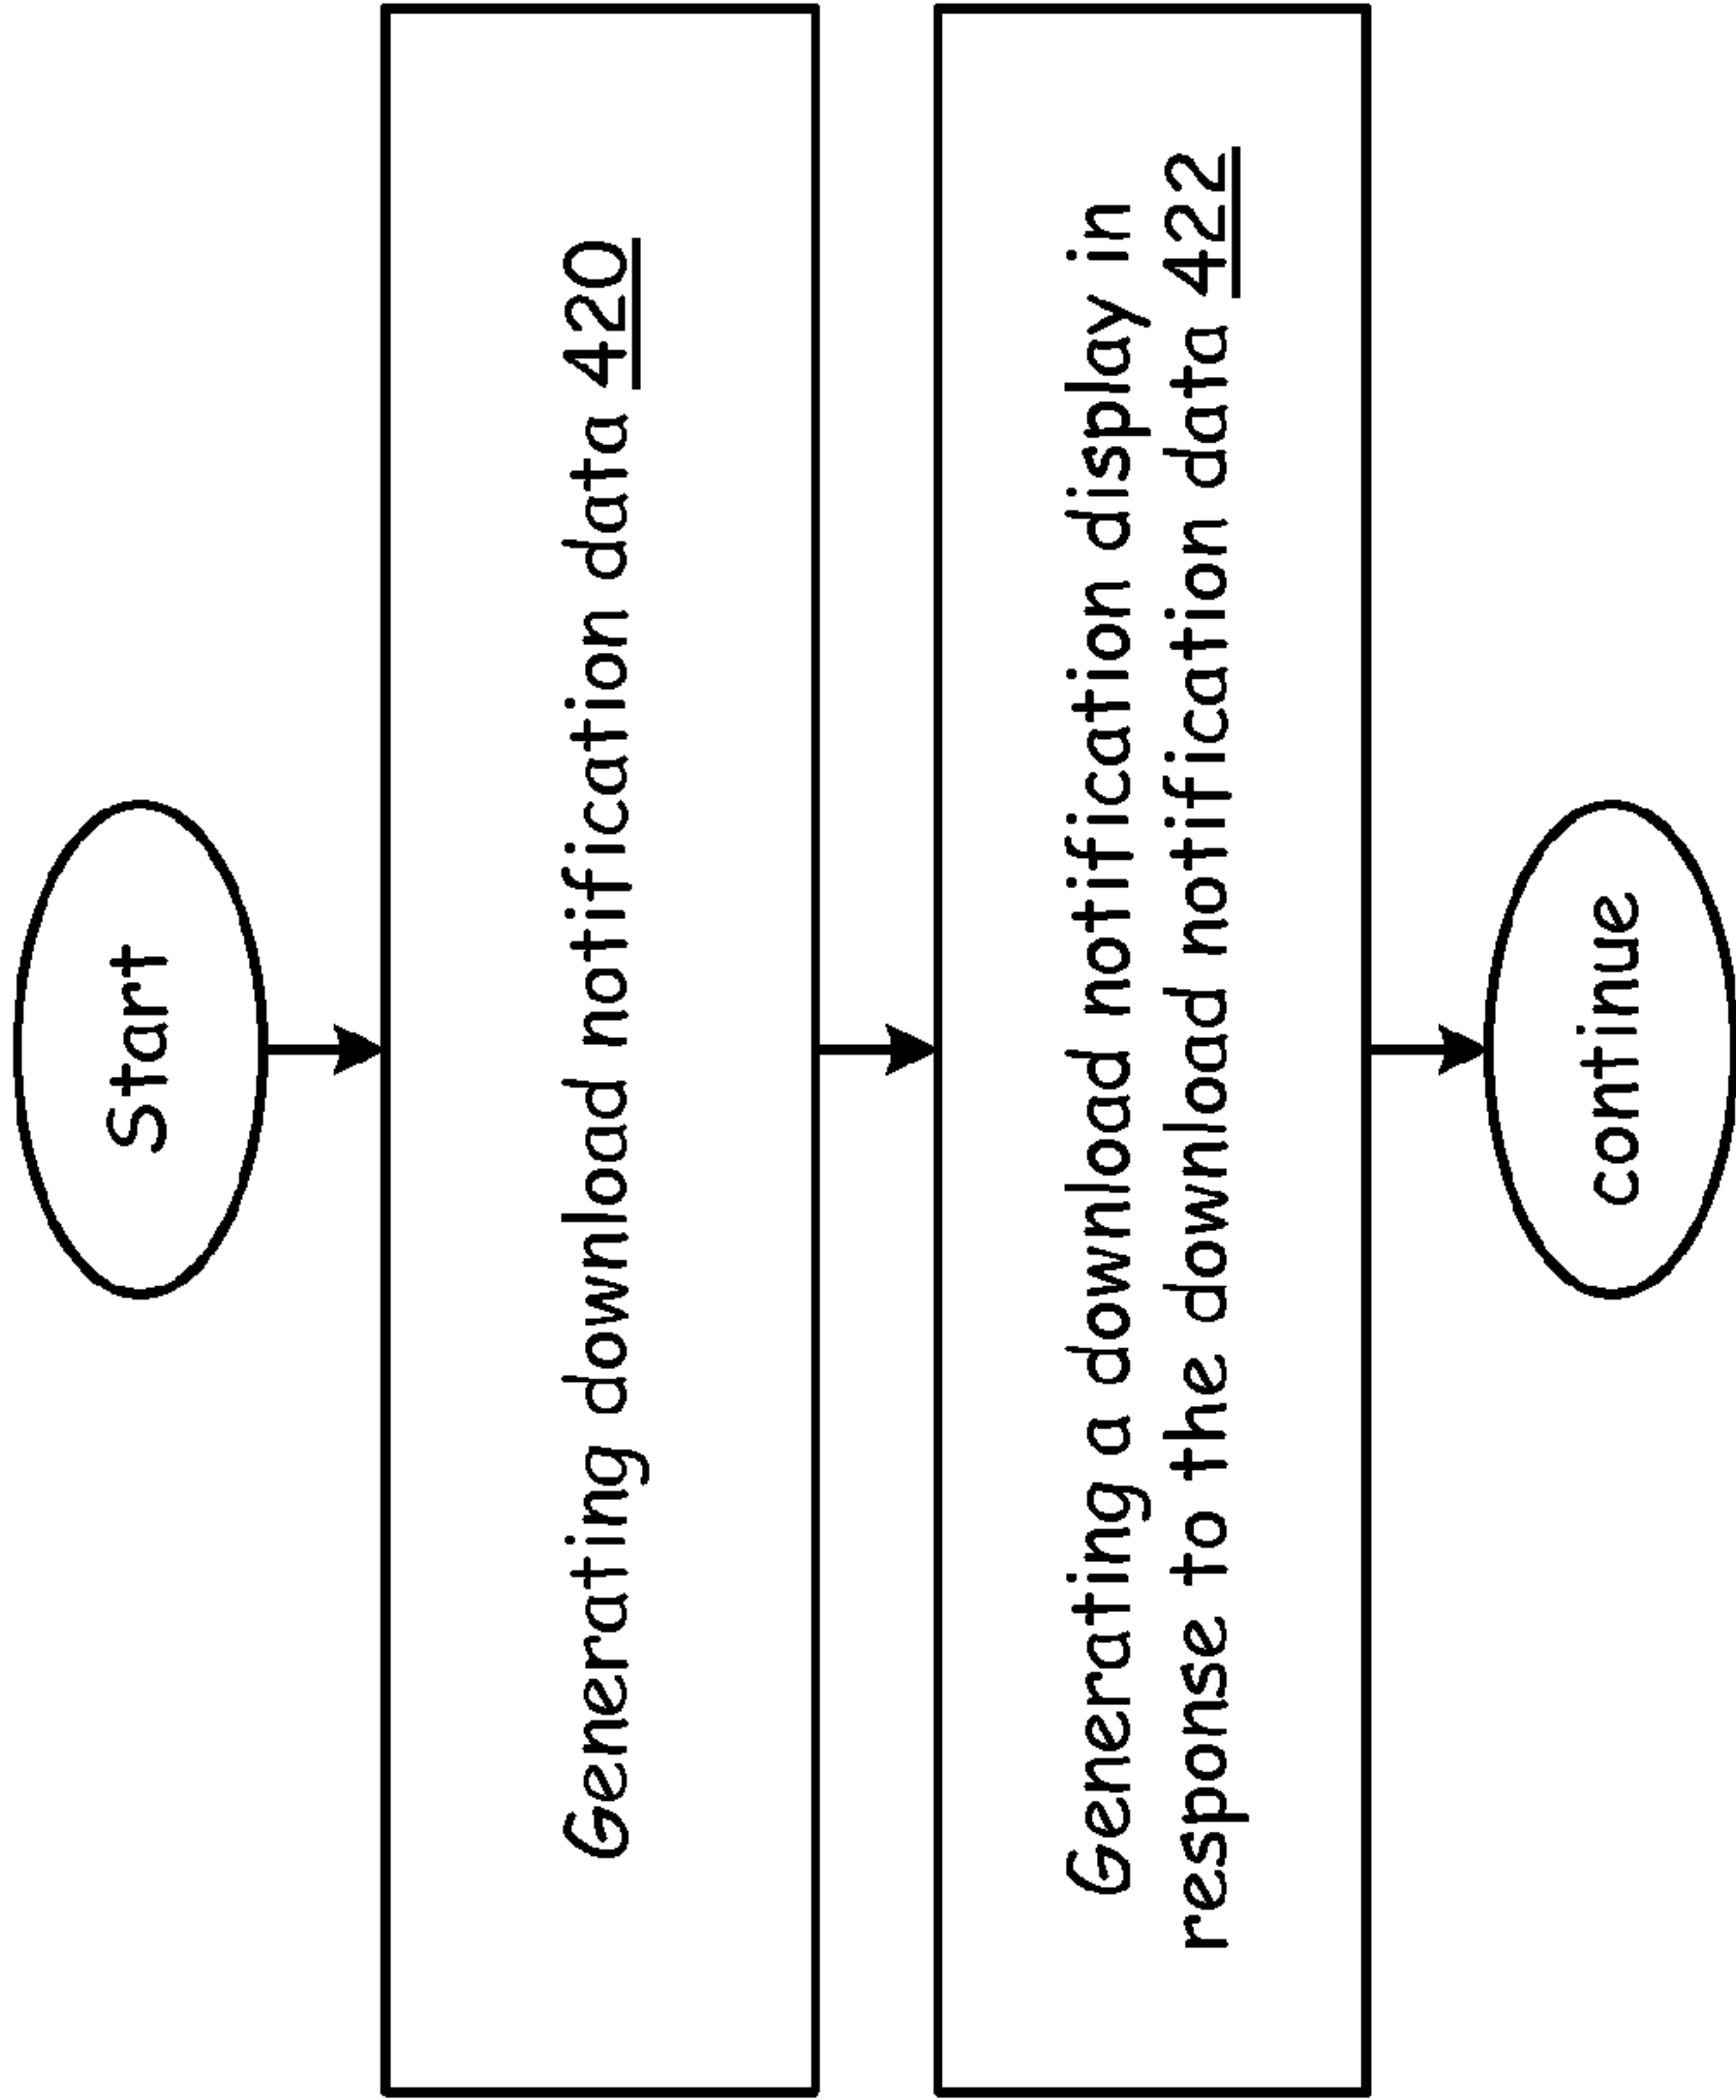 Start
Generating download notification data 420
Generating a download notification display in
response to the download notification data 422
continue